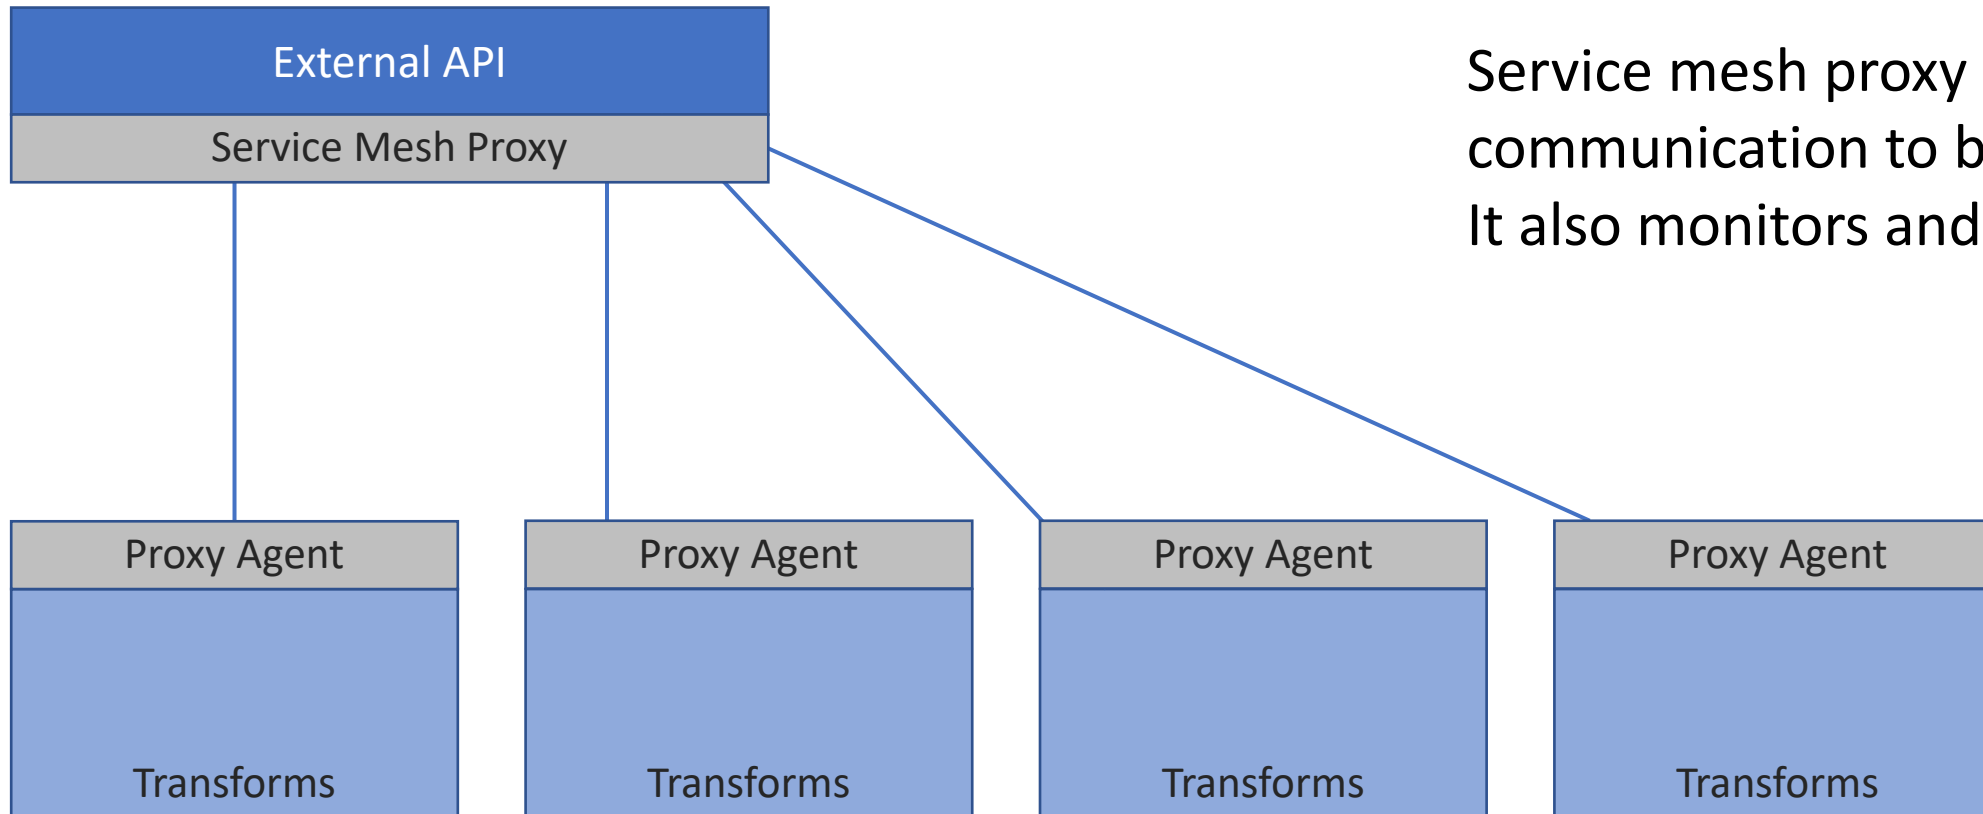 External API
Service Mesh Proxy
Service mesh proxy
communication to b
It also monitors and
Proxy Agent
Proxy Agent
Proxy Agent
Proxy Agent
Transforms
Transforms
Transforms
Transforms